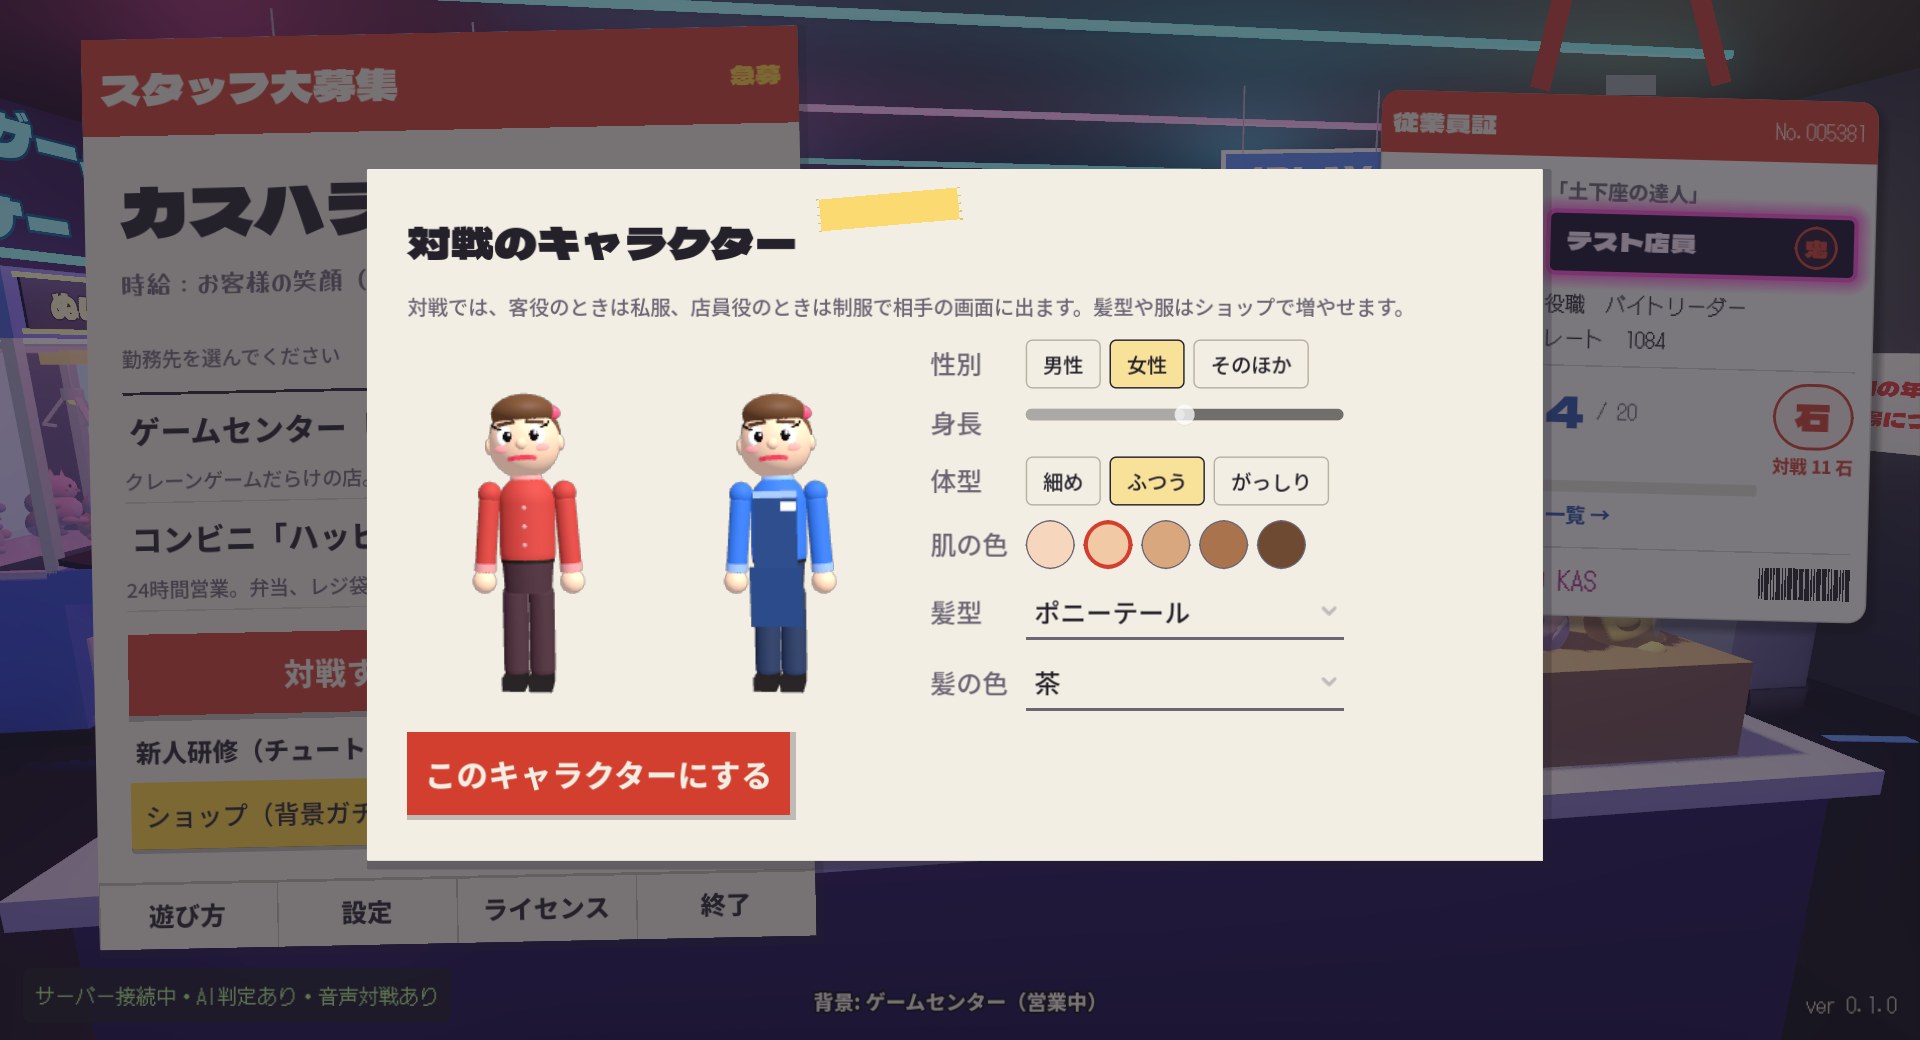 スタッフ大募集
急募
カスハラ
時給：お客様の笑顔（
勤務先を選んでください
ゲームセンター「
クレーンゲームだらけの店。
コンビニ「ハッピ
24時間営業。弁当、レジ袋
対戦す
新人研修（チュート
ショップ（背景ガチ
遊び方
設定
ライセンス
終了
対戦のキャラクター
対戦では、客役のときは私服、店員役のときは制服で相手の画面に出ます。髪型や服はショップで増やせます。
性別
男性
女性
そのほか
身長
体型
細め
ふつう
がっしり
肌の色
髪型
ポニーテール
髪の色
茶
このキャラクターにする
従業員証
No. 005381
「土下座の達人」
テスト店員
役職 バイトリーダー
レート 1084
4 / 20
石
対戦 11 石
一覧→
KAS
サーバー接続中・AI判定あり・音声対戦あり
背景: ゲームセンター（営業中）
ver 0.1.0